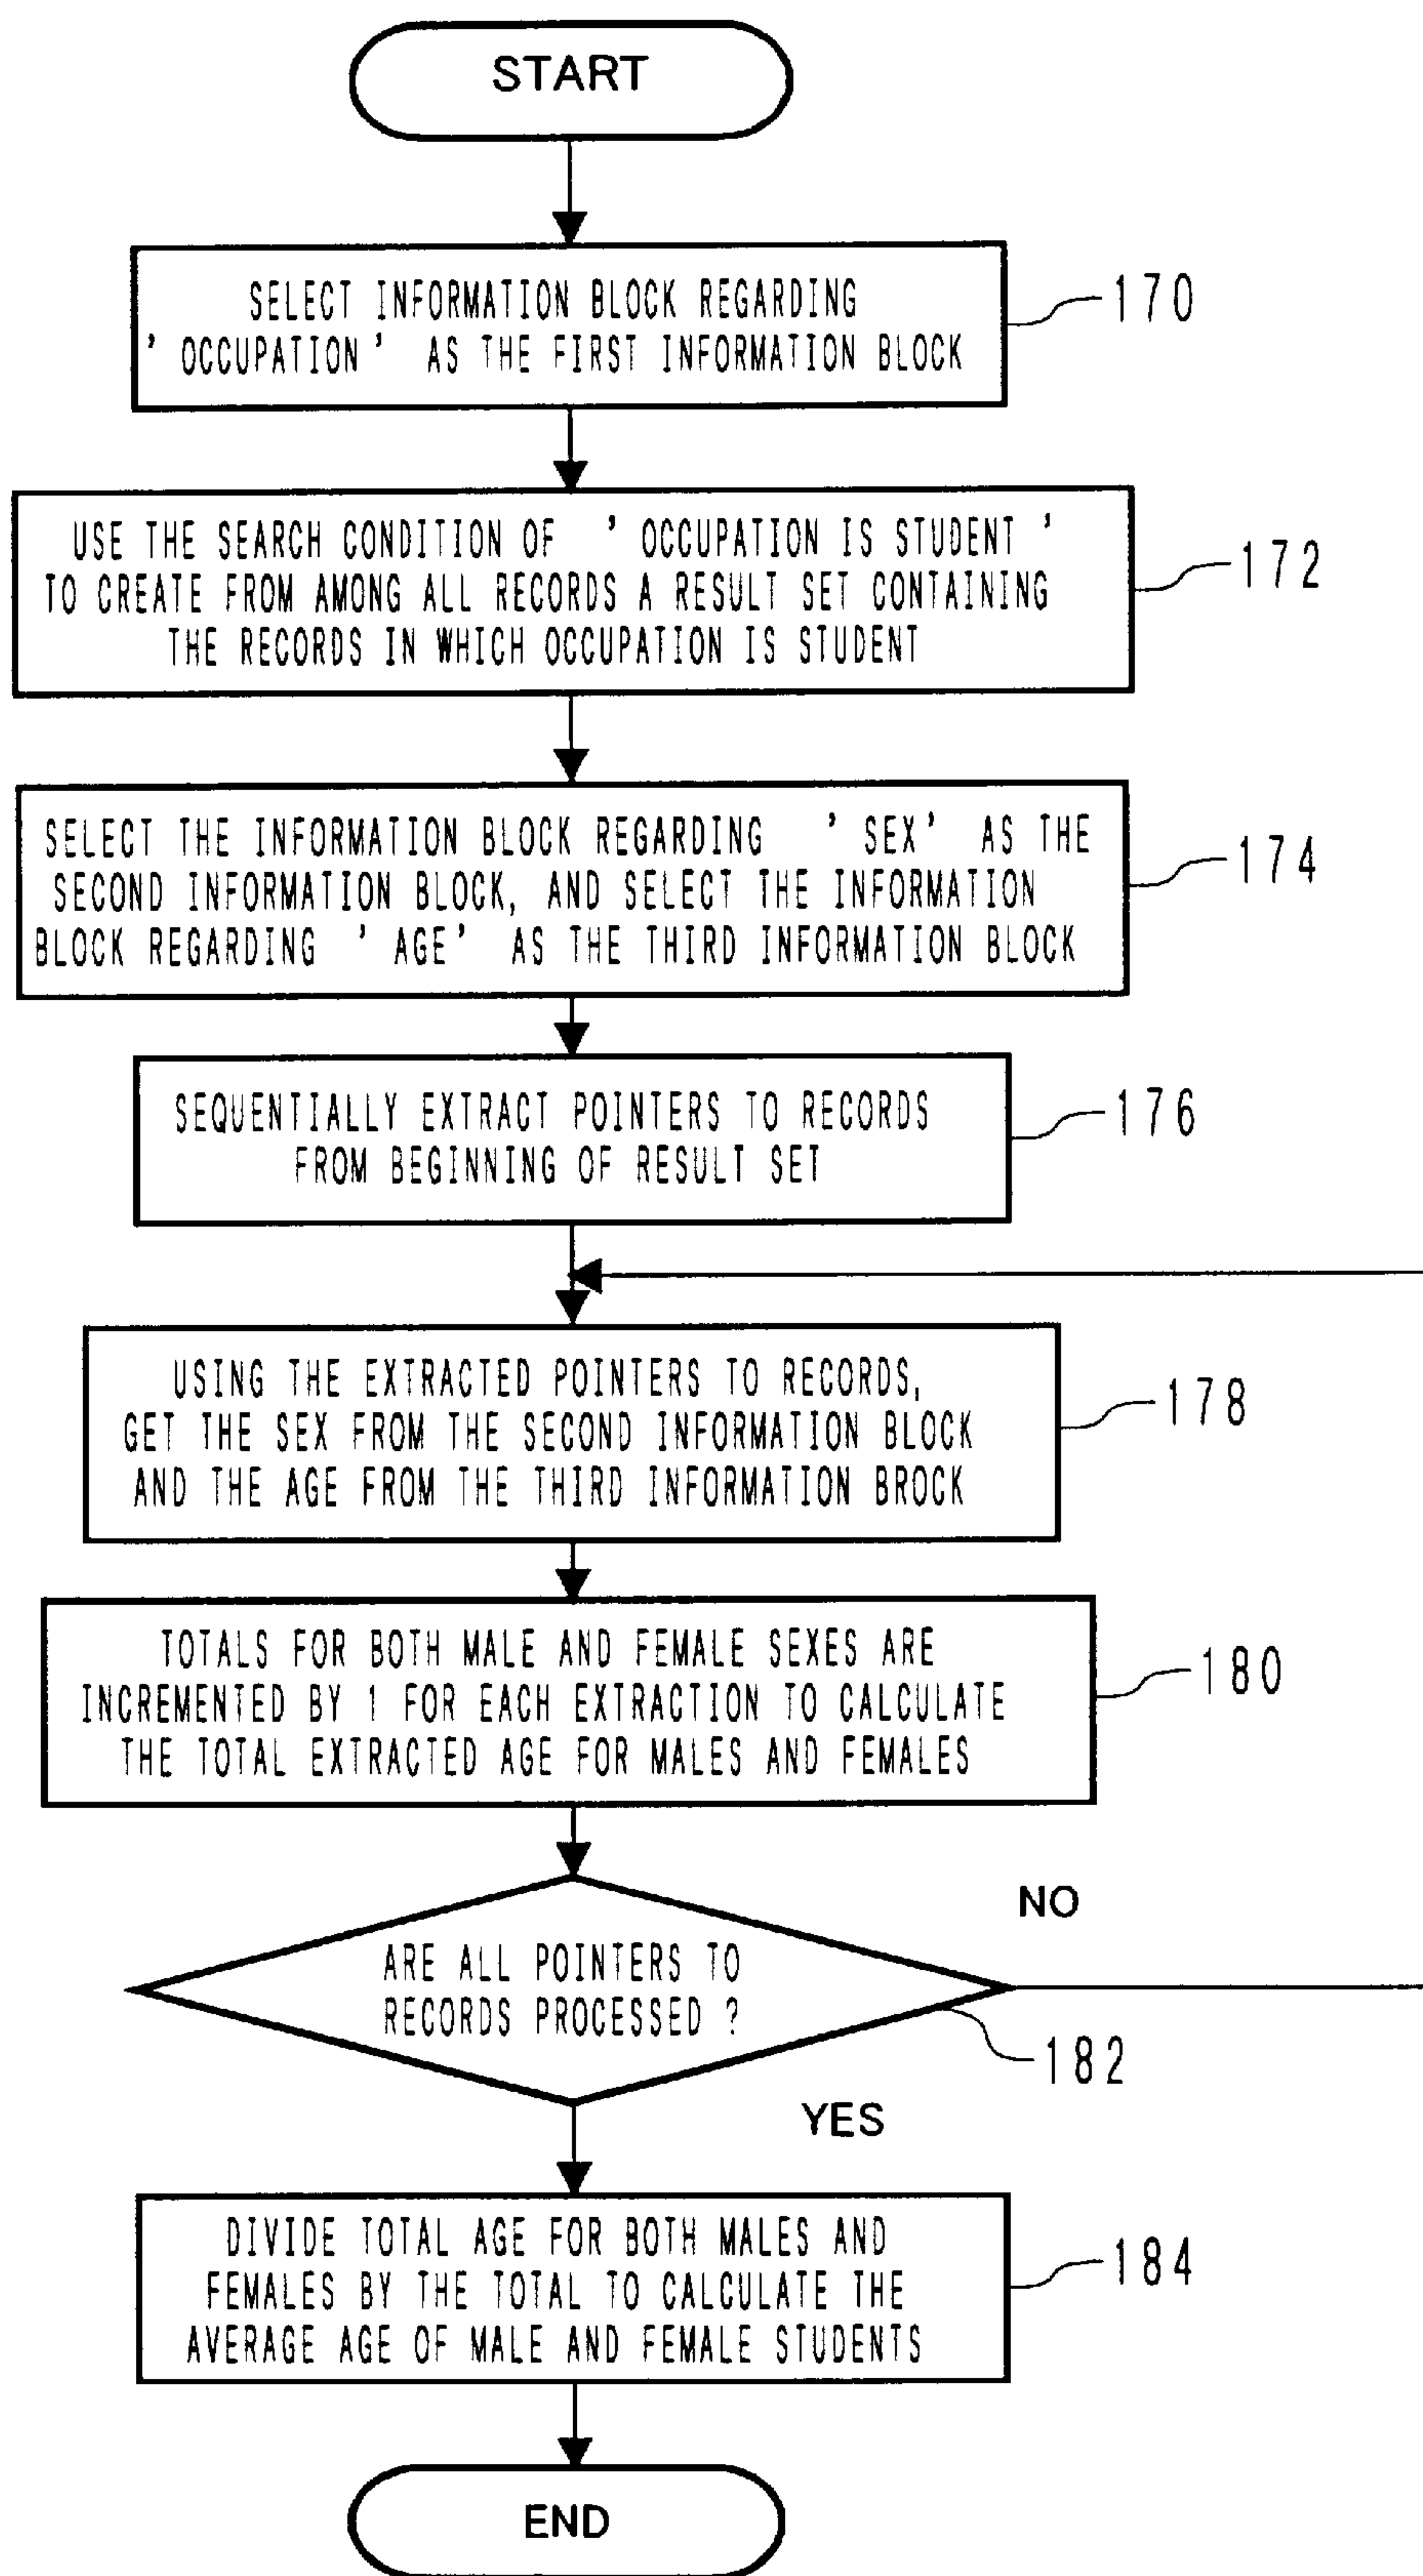 START
SELECT INFORMATION BLOCK REGARDING
' OCCUPATION ' AS THE FIRST INFORMATION BLOCK
170
USE THE SEARCH CONDITION OF ' OCCUPATION IS STUDENT '
TO CREATE FROM AMONG ALL RECORDS A RESULT SET CONTAINING
THE RECORDS IN WHICH OCCUPATION IS STUDENT
172
SELECT THE INFORMATION BLOCK REGARDING ' SEX' AS THE
SECOND INFORMATION BLOCK, AND SELECT THE INFORMATION
BLOCK REGARDING ' AGE' AS THE THIRD INFORMATION BLOCK
174
SEQUENTIALLY EXTRACT POINTERS TO RECORDS
FROM BEGINNING OF RESULT SET
176
USING THE EXTRACTED POINTERS TO RECORDS,
GET THE SEX FROM THE SECOND INFORMATION BLOCK
AND THE AGE FROM THE THIRD INFORMATION BROCK
178
TOTALS FOR BOTH MALE AND FEMALE SEXES ARE
INCREMENTED BY 1 FOR EACH EXTRACTION TO CALCULATE
THE TOTAL EXTRACTED AGE FOR MALES AND FEMALES
180
ARE ALL POINTERS TO
RECORDS PROCESSED ?
NO
182
YES
DIVIDE TOTAL AGE FOR BOTH MALES AND
FEMALES BY THE TOTAL TO CALCULATE THE
AVERAGE AGE OF MALE AND FEMALE STUDENTS
184
END